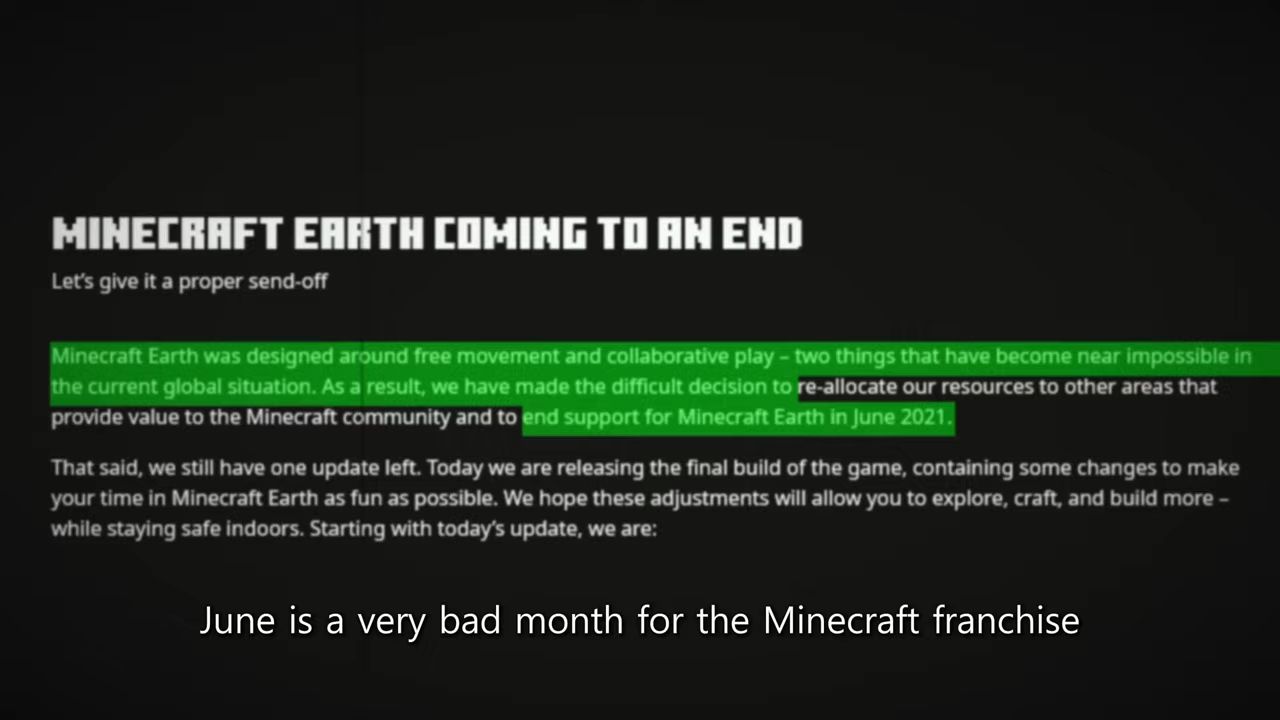 MINECRAFT EARTH COMING TO AN END
Let's give it a proper send-off
Minecraft Earth was designed around free movement and collaborative play – two things that have become near impossible in
the current global situation. As a result, we have made the difficult decision to re-allocate our resources to other areas that
provide value to the Minecraft community and to end support for Minecraft Earth in June 2021.
That said, we still have one update left. Today we are releasing the final build of the game, containing some changes to make
your time in Minecraft Earth as fun as possible. We hope these adjustments will allow you to explore, craft, and build more –
while staying safe indoors. Starting with today's update, we are:
June is a very bad month for the Minecraft franchise